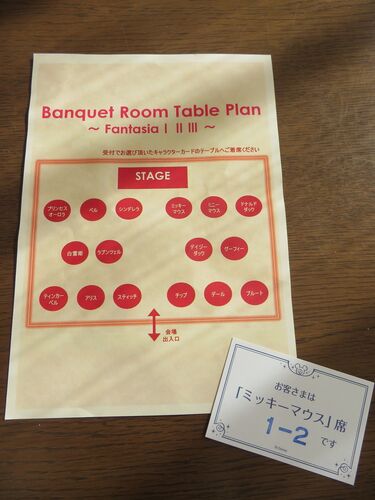 Banquet Room Table Plan
～ Fantasia Ⅰ Ⅱ Ⅲ ～
受付でお選び頂いたキャラクターカードのテーブルへご着席ください
STAGE
プリンセス
オーロラ
ベル
シンデレラ
ミッキー
マウス
ミニー
マウス
ドナルド
ダック
白雪姫
ラプンツェル
デイジー
ダック
グーフィー
ティンカー
ベル
アリス
スティッチ
チップ
デール
プルート
会場
出入口
お客さまは
「ミッキーマウス」席
1-2 です